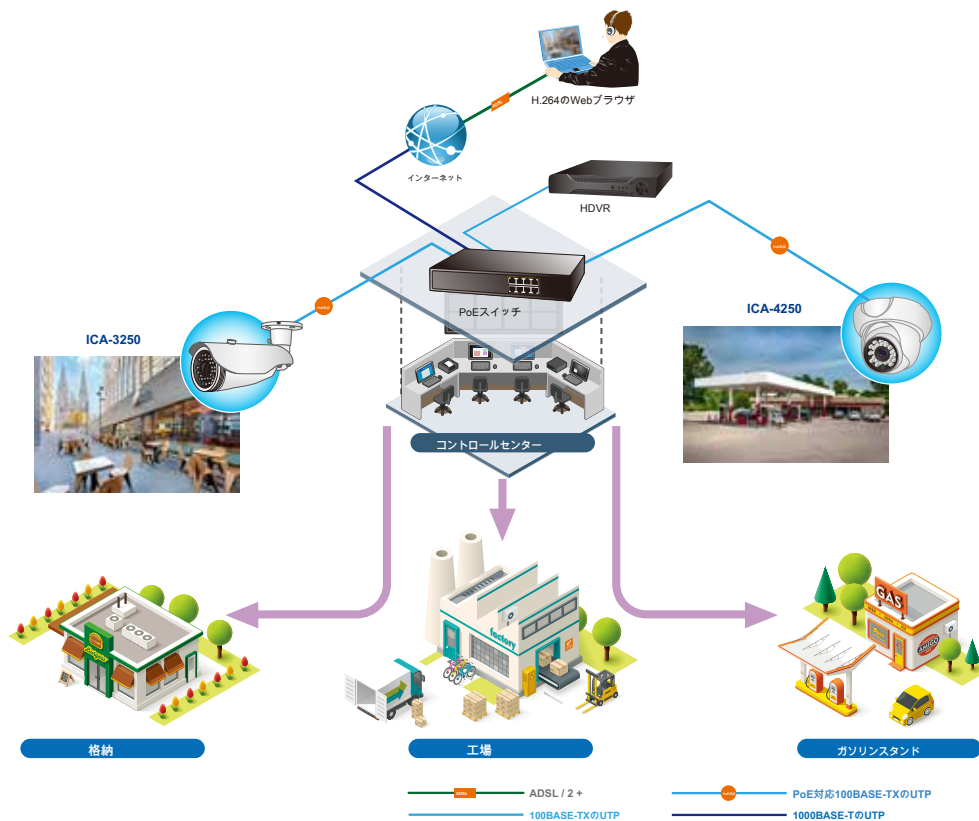 H.264のWebブラウザ
ADSL
インターネット
HDVR
PoEスイッチ
ICA-3250
ICA-4250
コントロールセンター
factory
GAS
格納
工場
ガソリンスタンド
ADSL
ADSL / 2 +
PoE対応100BASE-TXのUTP
100BASE-TXのUTP
1000BASE-TのUTP